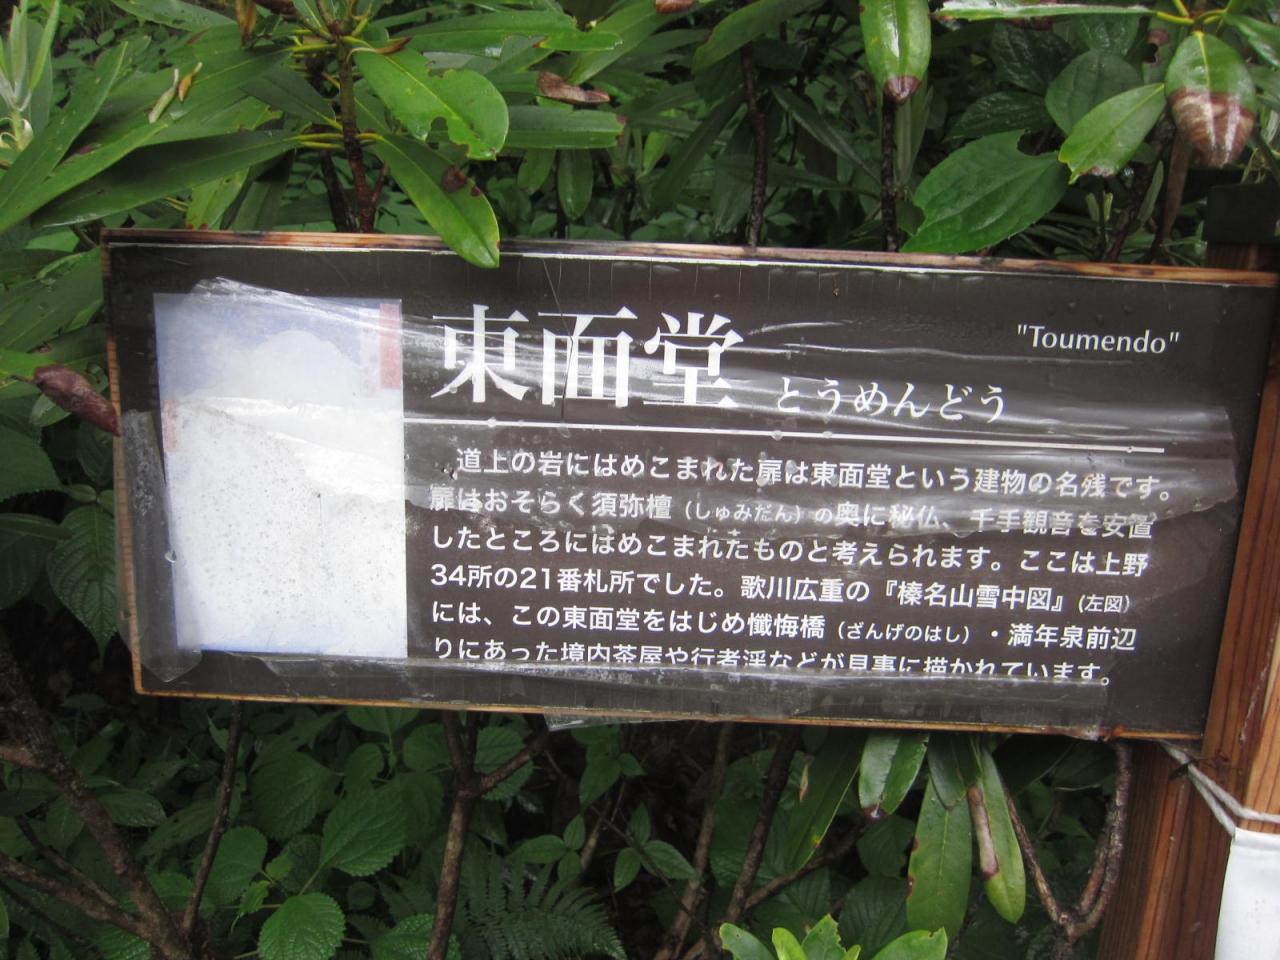 東面堂 とうめんどう "Toumendo"
道上の岩にはめこまれた扉は東面堂という建物の名残です。
扉はおそらく須弥檀（しゅみだん）の奥に秘仏、千手観音を安置
したところにはめこまれたものと考えられます。ここは上野
34所の21番札所でした。歌川広重の『榛名山雪中図』（左図）
には、この東面堂をはじめ懺悔橋（ざんげのはし）・満年泉前辺
りにあった境内茶屋や行者渓などが見事に描かれています。